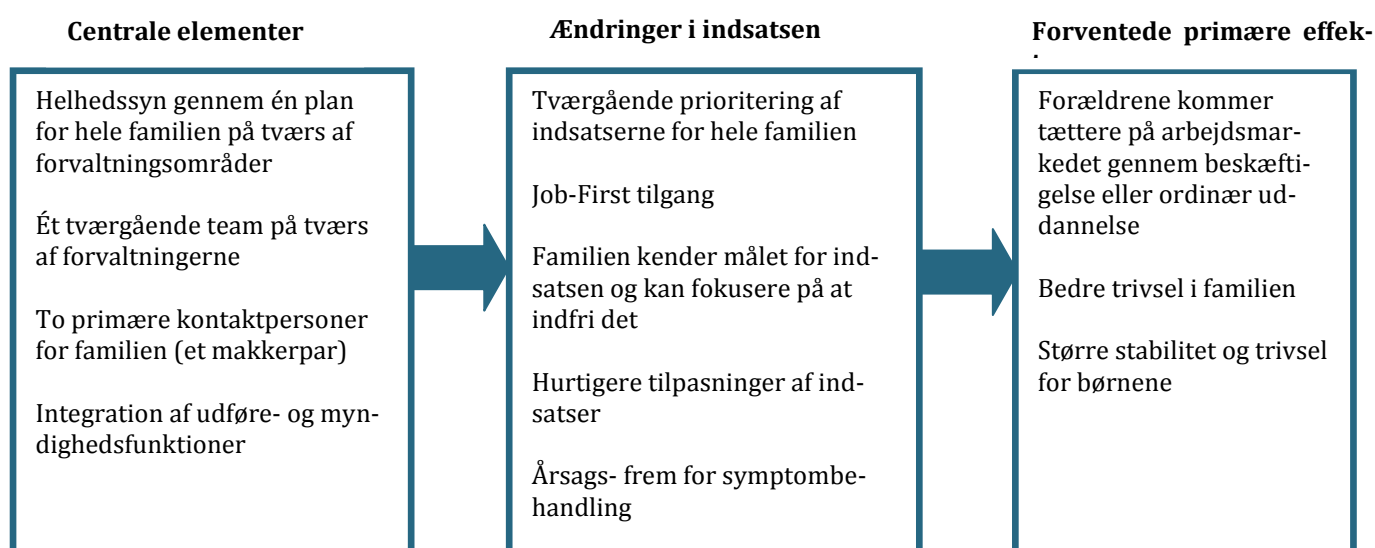 Centrale elementer
Helhedssyn gennem én plan
for hele familien på tværs af
forvaltningsområder
Ét tværgående team på tværs
af forvaltningerne
To primære kontaktpersoner
for familien (et makkerpar)
Integration af udføre- og myn-
dighedsfunktioner
Ændringer i indsatsen
Tværgående prioritering af
indsatserne for hele familien
Job-First tilgang
Familien kender målet for ind-
satsen og kan fokusere på at
indfri det
Hurtigere tilpasninger af ind-
satser
Årsags- frem for symptombe-
handling
Forventede primære effek-
Forældrene kommer
tættere på arbejdsmar-
kedet gennem beskæfti-
gelse eller ordinær ud-
dannelse
Bedre trivsel i familien
Større stabilitet og trivsel
for børnene